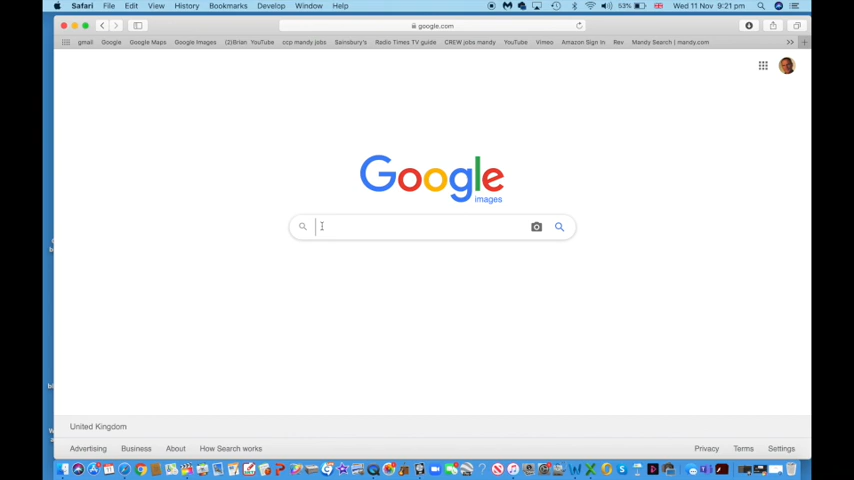 Safari File Edit View History Bookmarks Develop Window Help 53% Wed 11 Nov 9:21 pm
google.com
gmail Google Google Maps Google Images (2)Brian YouTube ccp mandy jobs Sainsbury's Radio Times TV guide CREW jobs mandy YouTube Vimeo Amazon Sign In Rev Mandy Search | mandy.com
Google
images
United Kingdom
Advertising Business About How Search works Privacy Terms Settings